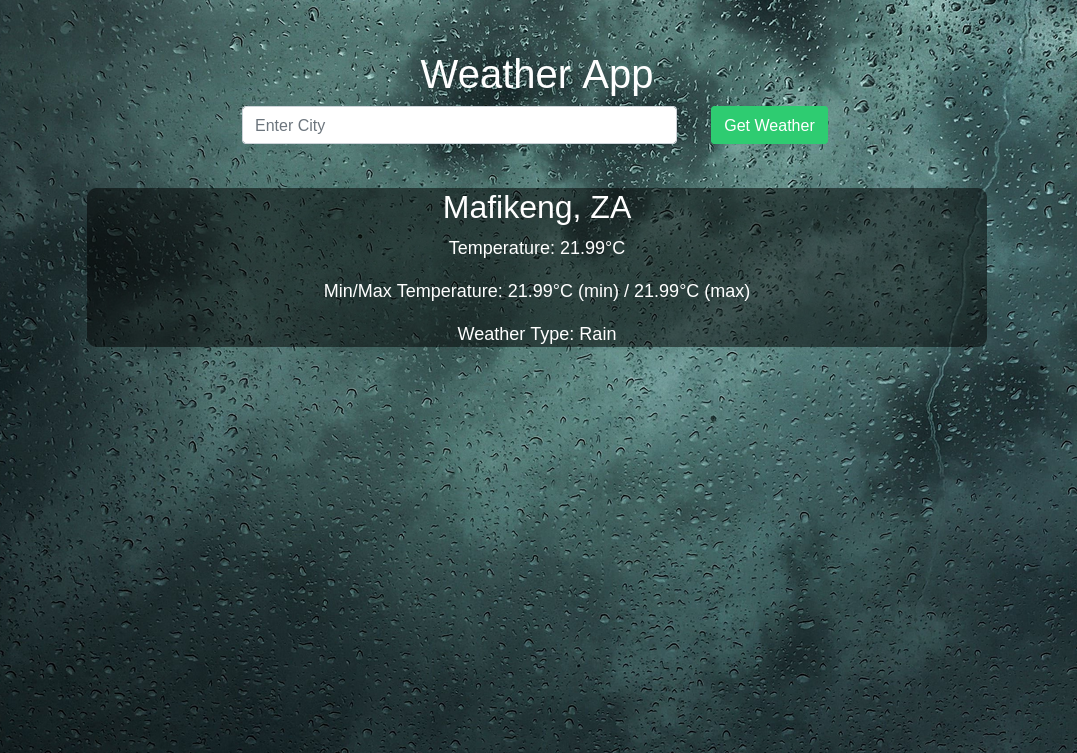 Weather App
Enter City
Get Weather
Mafikeng, ZA
Temperature: 21.99°C
Min/Max Temperature: 21.99°C (min) / 21.99°C (max)
Weather Type: Rain